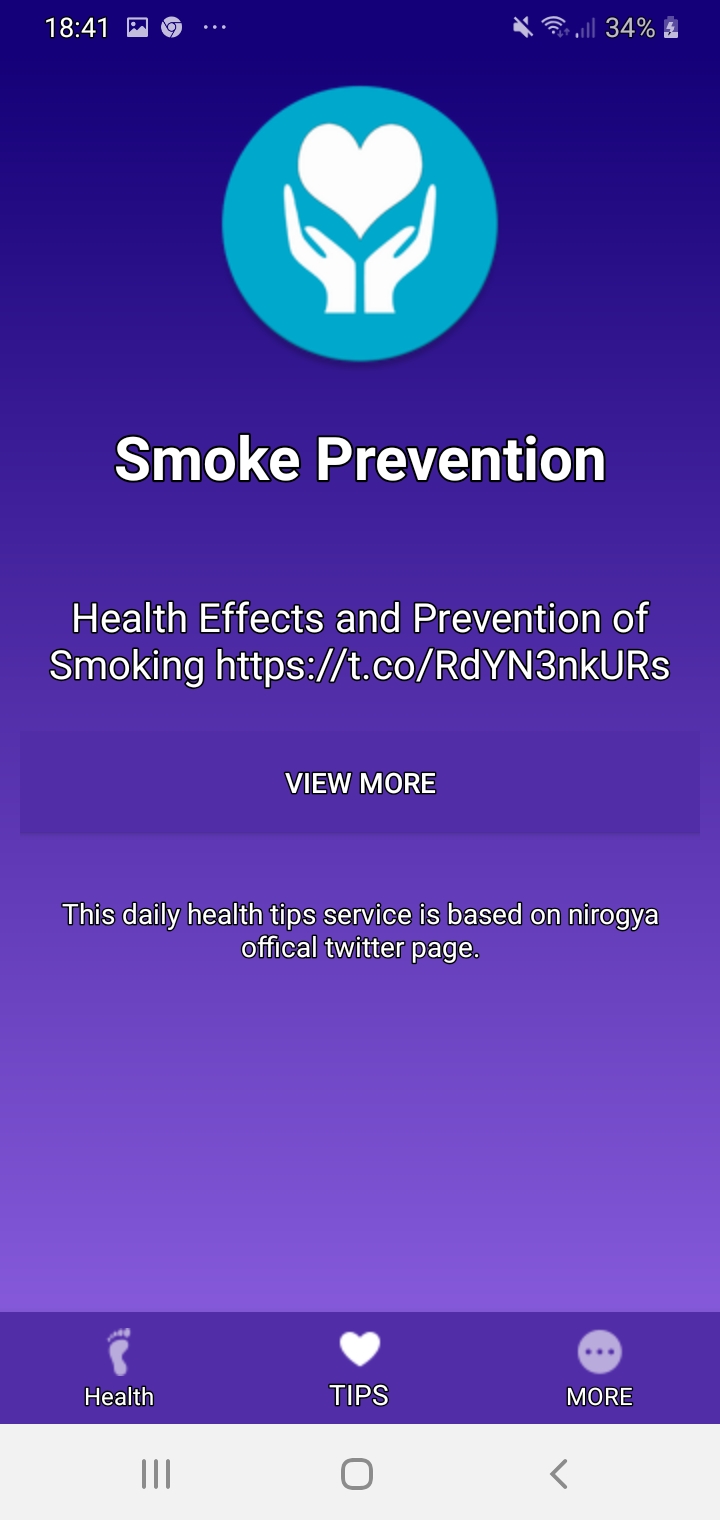 18:41
34%
Smoke Prevention
Health Effects and Prevention of
Smoking https://t.co/RdYN3nkURs
VIEW MORE
This daily health tips service is based on nirogya
offical twitter page.
Health TIPS MORE